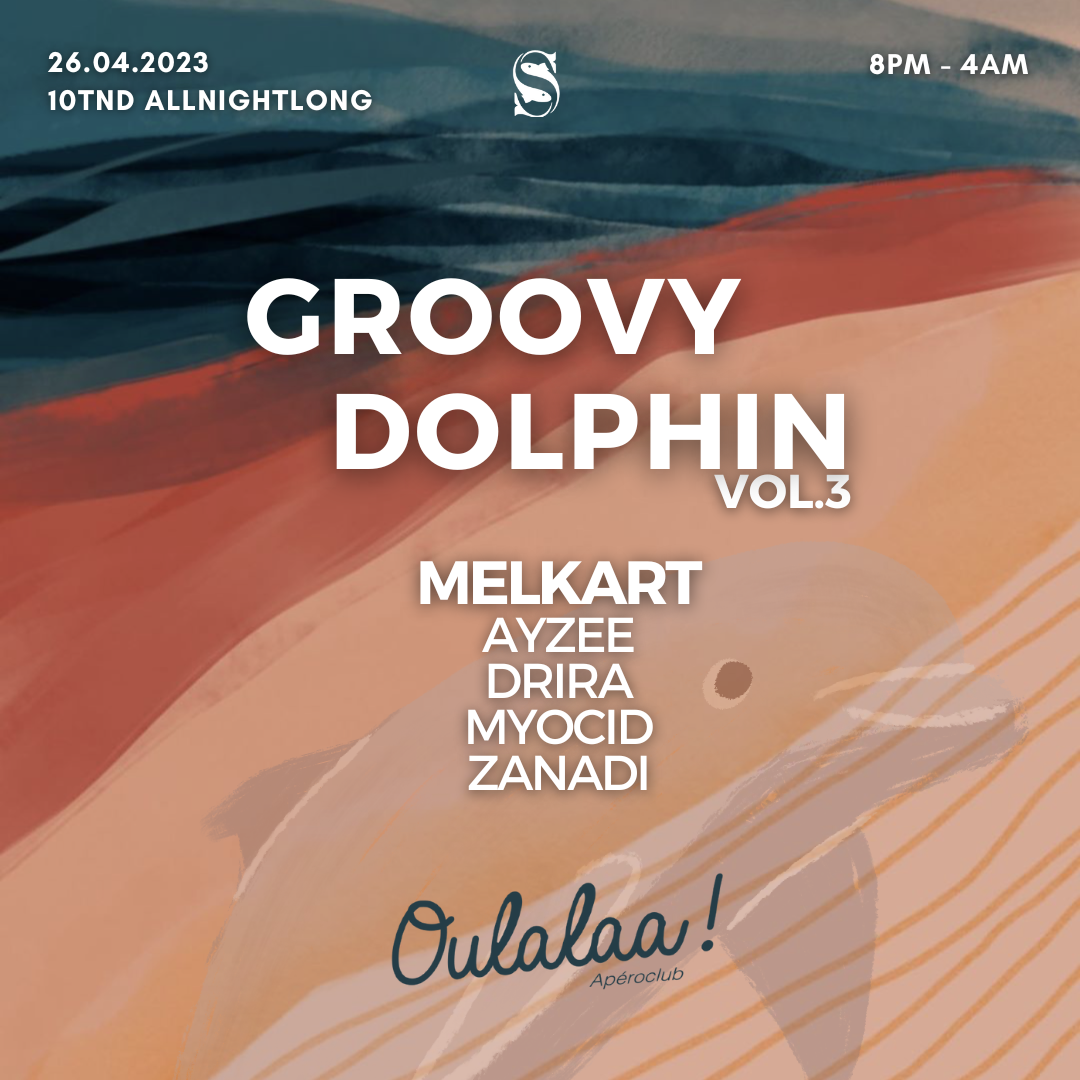 26.04.2023
10TND ALLNIGHTLONG
S
8PM - 4AM
GROOVY
DOLPHIN
VOL.3
MELKART
AYZEE
DRIRA
MYOCID
ZANADI
Oulalaa !
Apéroclub